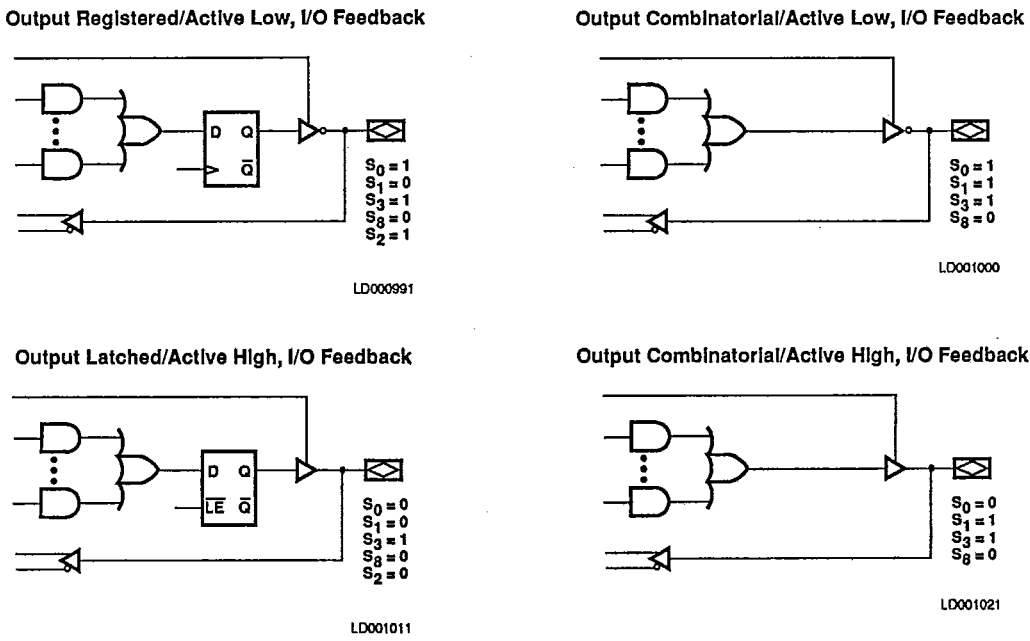 Output Registered/Active Low, I/O Feedback
D Q
Q̅
S0 = 1
S1 = 0
S3 = 1
S8 = 0
S2 = 1
LD000991
Output Combinatorial/Active Low, I/O Feedback
S0 = 1
S1 = 1
S3 = 1
S8 = 0
LD001000
Output Latched/Active High, I/O Feedback
D Q
L̅E̅ Q̅
S0 = 0
S1 = 0
S3 = 1
S8 = 0
S2 = 0
LD001011
Output Combinatorial/Active High, I/O Feedback
S0 = 0
S1 = 1
S3 = 1
S8 = 0
LD001021